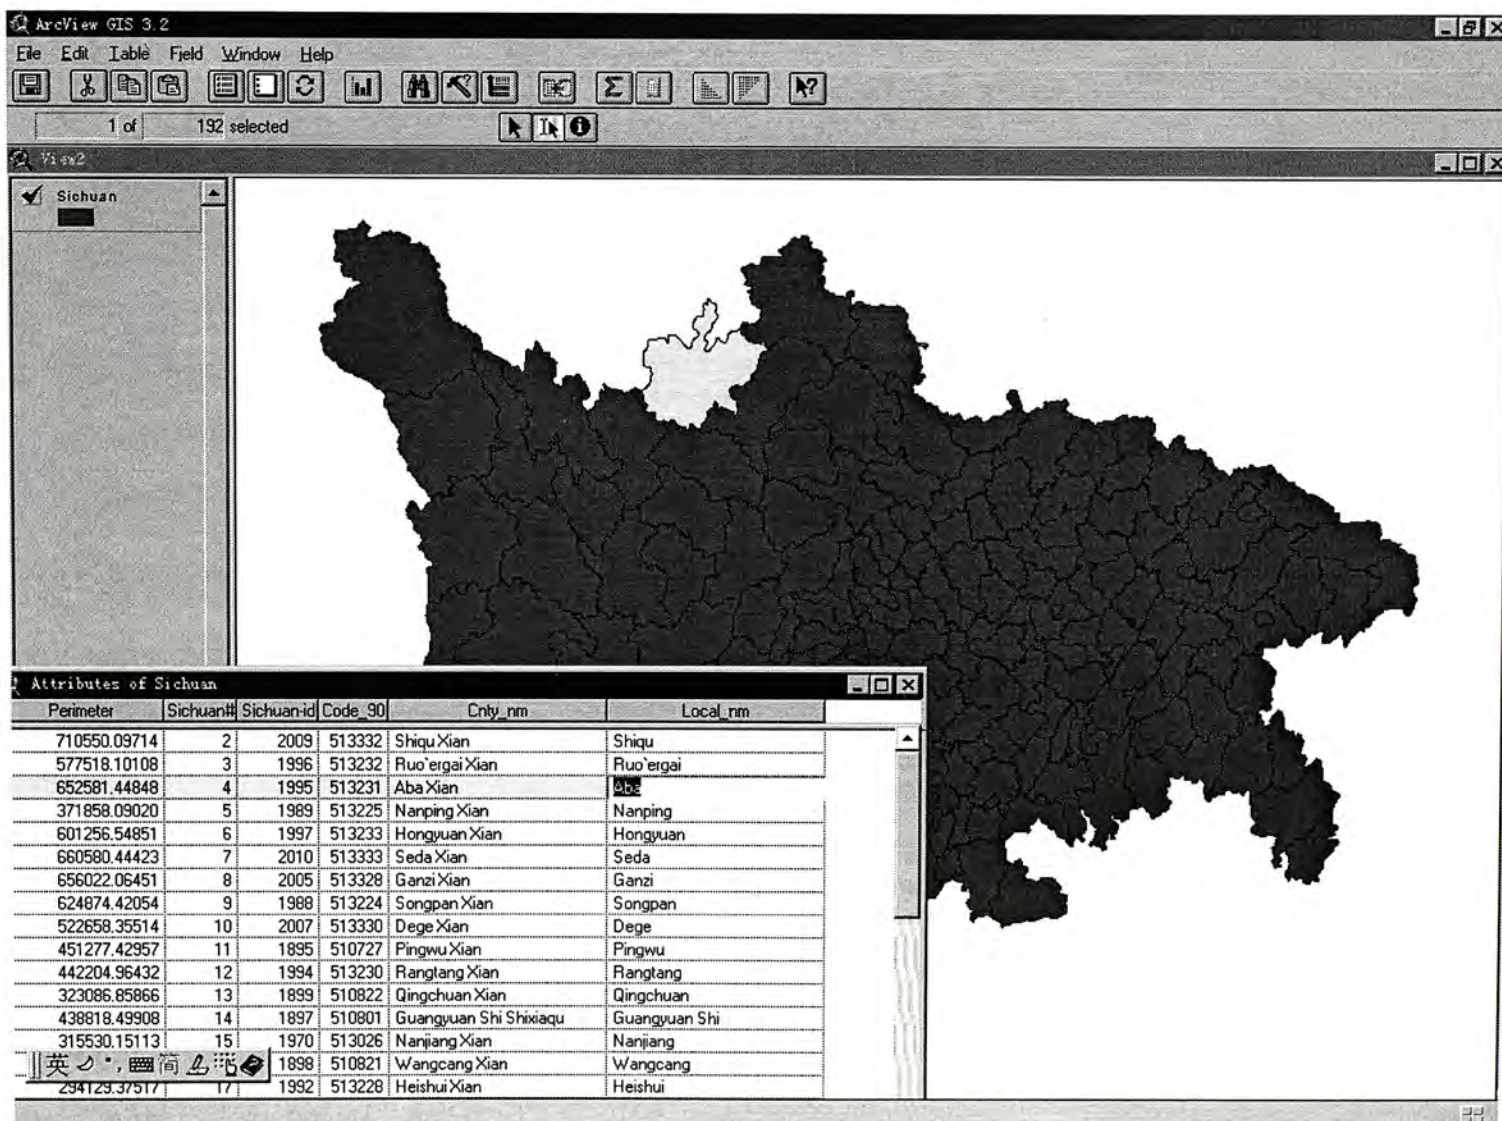 ArcView GIS 3.2
File Edit Table Field Window Help
1 of 192 selected
View2
Sichuan
Attributes of Sichuan
Perimeter Sichuan# Sichuan-id Code_90 Cnty_nm Local_nm
710550.09714 2 2009 513332 Shiqu Xian Shiqu
577518.10108 3 1996 513232 Ruo`ergai Xian Ruo`ergai
652581.44848 4 1995 513231 Aba Xian Aba
371858.09020 5 1989 513225 Nanping Xian Nanping
601256.54851 6 1997 513233 Hongyuan Xian Hongyuan
660580.44423 7 2010 513333 Seda Xian Seda
656022.06451 8 2005 513328 Ganzi Xian Ganzi
624874.42054 9 1988 513224 Songpan Xian Songpan
522658.35514 10 2007 513330 Dege Xian Dege
451277.42957 11 1895 510727 Pingwu Xian Pingwu
442204.96432 12 1994 513230 Rangtang Xian Rangtang
323086.85866 13 1899 510822 Qingchuan Xian Qingchuan
438818.49908 14 1897 510801 Guangyuan Shi Shixiaqu Guangyuan Shi
315530.15113 15 1970 513026 Nanjiang Xian Nanjiang
英 简 1898 510821 Wangcang Xian Wangcang
294129.37517 17 1992 513228 Heishui Xian Heishui